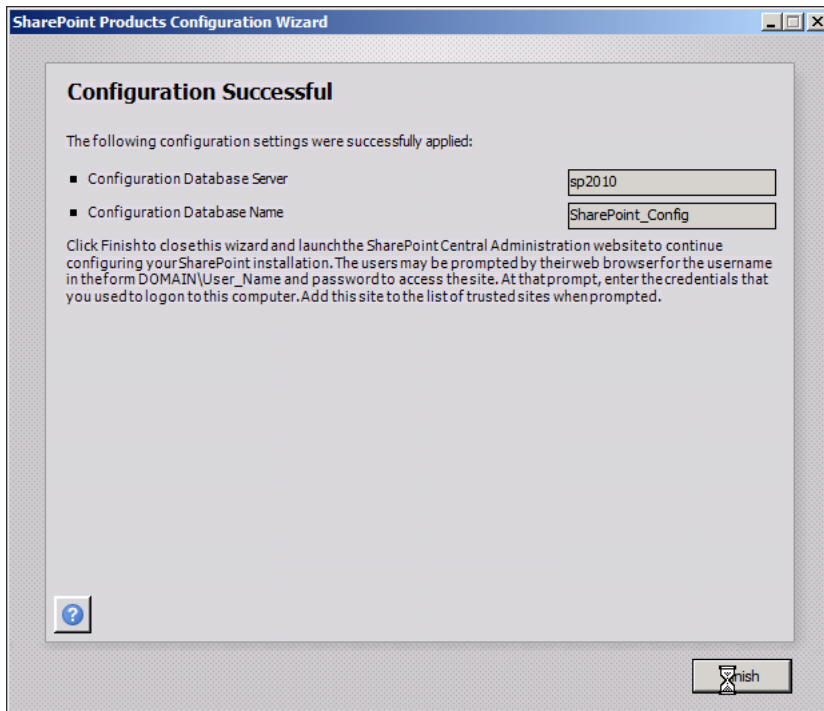 SharePoint Products Configuration Wizard
Configuration Successful
The following configuration settings were successfully applied:
Configuration Database Server
sp2010
Configuration Database Name
SharePoint_Config
Click Finish to close this wizard and launch the SharePoint Central Administration website to continue
configuring your SharePoint installation. The users may be prompted by their web browser for the username
in the form DOMAIN\User_Name and password to access the site. At that prompt, enter the credentials that
you used to logon to this computer. Add this site to the list of trusted sites when prompted.
?
Finish